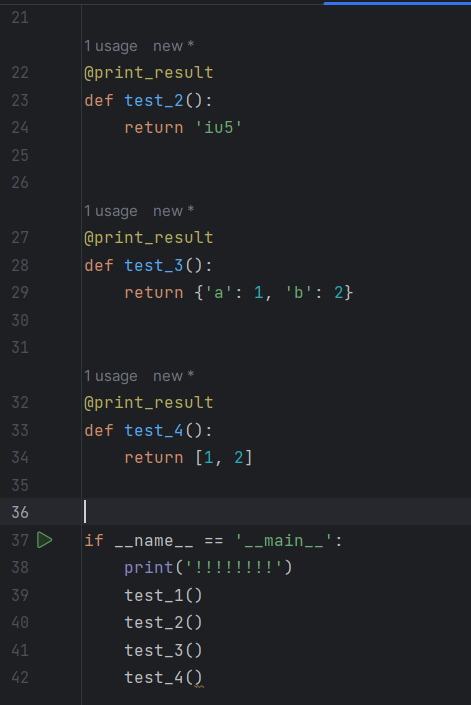 21
1 usage new *
22 @print_result
23 def test_2():
24     return 'iu5'
25
26
1 usage new *
27 @print_result
28 def test_3():
29     return {'a': 1, 'b': 2}
30
31
1 usage new *
32 @print_result
33 def test_4():
34     return [1, 2]
35
36
37 if __name__ == '__main__':
38     print('!!!!!!!!')
39     test_1()
40     test_2()
41     test_3()
42     test_4()